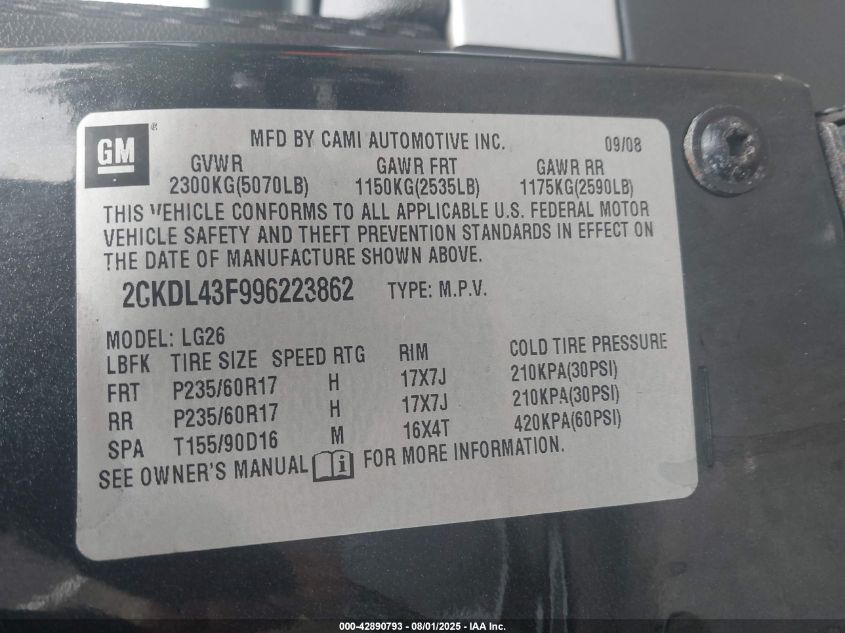 GM ®
MFD BY CAMI AUTOMOTIVE INC. 09/08
GVWR GAWR FRT GAWR RR
2300KG(5070LB) 1150KG(2535LB) 1175KG(2590LB)
THIS VEHICLE CONFORMS TO ALL APPLICABLE U.S. FEDERAL MOTOR
VEHICLE SAFETY AND THEFT PREVENTION STANDARDS IN EFFECT ON
THE DATE OF MANUFACTURE SHOWN ABOVE.
2CKDL43F996223862 TYPE: M.P.V.
MODEL: LG26
LBFK TIRE SIZE SPEED RTG RIM COLD TIRE PRESSURE
FRT P235/60R17 H 17X7J 210KPA(30PSI)
RR P235/60R17 H 17X7J 210KPA(30PSI)
SPA T155/90D16 M 16X4T 420KPA(60PSI)
SEE OWNER'S MANUAL i FOR MORE INFORMATION.
000-42890793 - 08/01/2025 - IAA Inc.